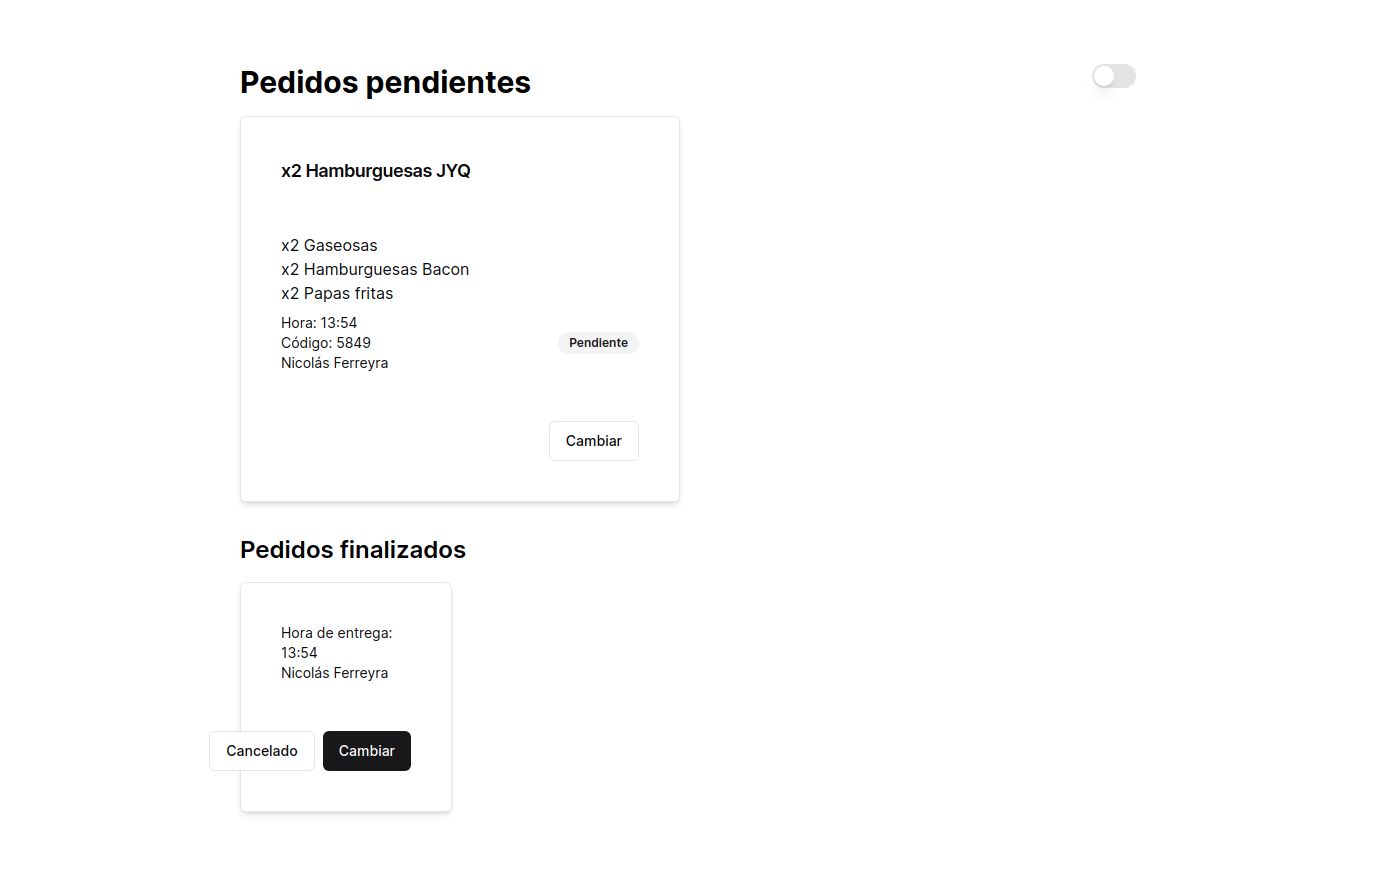 Pedidos pendientes
x2 Hamburguesas JYQ
x2 Gaseosas
x2 Hamburguesas Bacon
x2 Papas fritas
Hora: 13:54
Código: 5849
Nicolás Ferreyra
Pendiente
Cambiar
Pedidos finalizados
Hora de entrega:
13:54
Nicolás Ferreyra
Cancelado
Cambiar